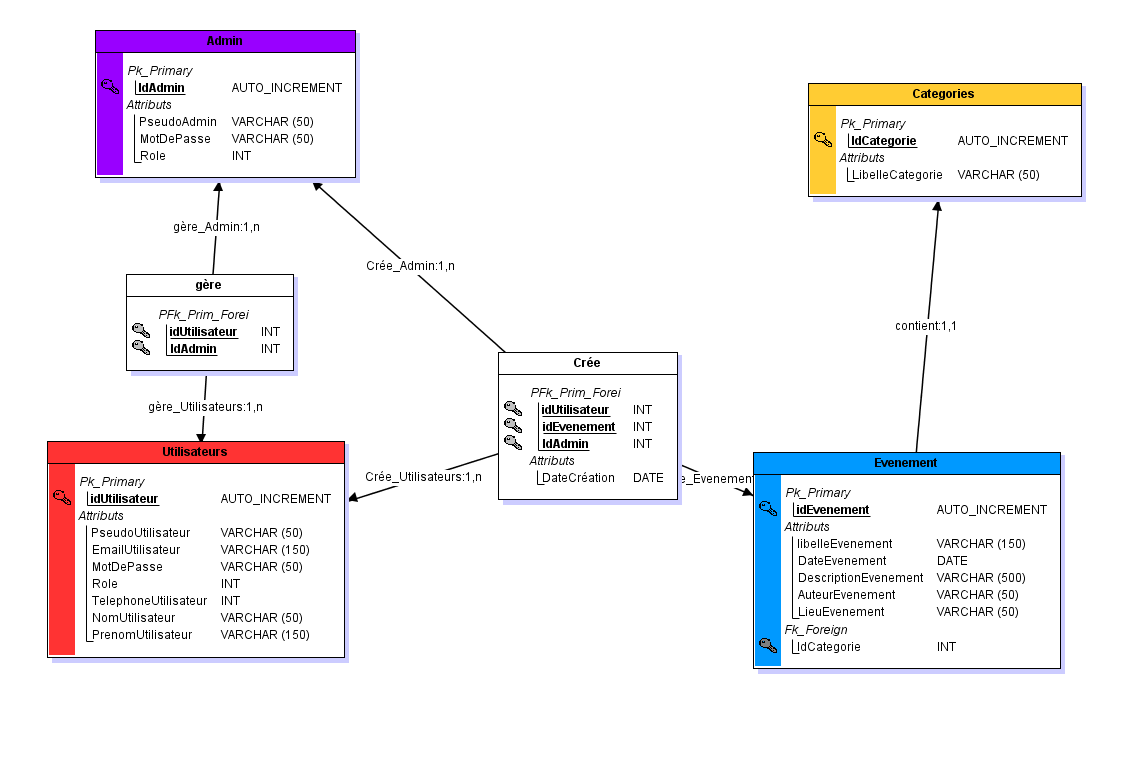 Admin
Pk_Primary
IdAdmin AUTO_INCREMENT
Attributs
PseudoAdmin VARCHAR (50)
MotDePasse VARCHAR (50)
Role INT
Categories
Pk_Primary
IdCategorie AUTO_INCREMENT
Attributs
LibelleCategorie VARCHAR (50)
gère_Admin:1,n
Crée_Admin:1,n
gère
PFk_Prim_Forei
idUtilisateur INT
IdAdmin INT
contient:1,1
Crée
PFk_Prim_Forei
idUtilisateur INT
idEvenement INT
IdAdmin INT
Attributs
DateCréation DATE
gère_Utilisateurs:1,n
Crée_Utilisateurs:1,n
e_Evenement
Utilisateurs
Pk_Primary
idUtilisateur AUTO_INCREMENT
Attributs
PseudoUtilisateur VARCHAR (50)
EmailUtilisateur VARCHAR (150)
MotDePasse VARCHAR (50)
Role INT
TelephoneUtilisateur INT
NomUtilisateur VARCHAR (50)
PrenomUtilisateur VARCHAR (150)
Evenement
Pk_Primary
idEvenement AUTO_INCREMENT
Attributs
libelleEvenement VARCHAR (150)
DateEvenement DATE
DescriptionEvenement VARCHAR (500)
AuteurEvenement VARCHAR (50)
LieuEvenement VARCHAR (50)
Fk_Foreign
IdCategorie INT